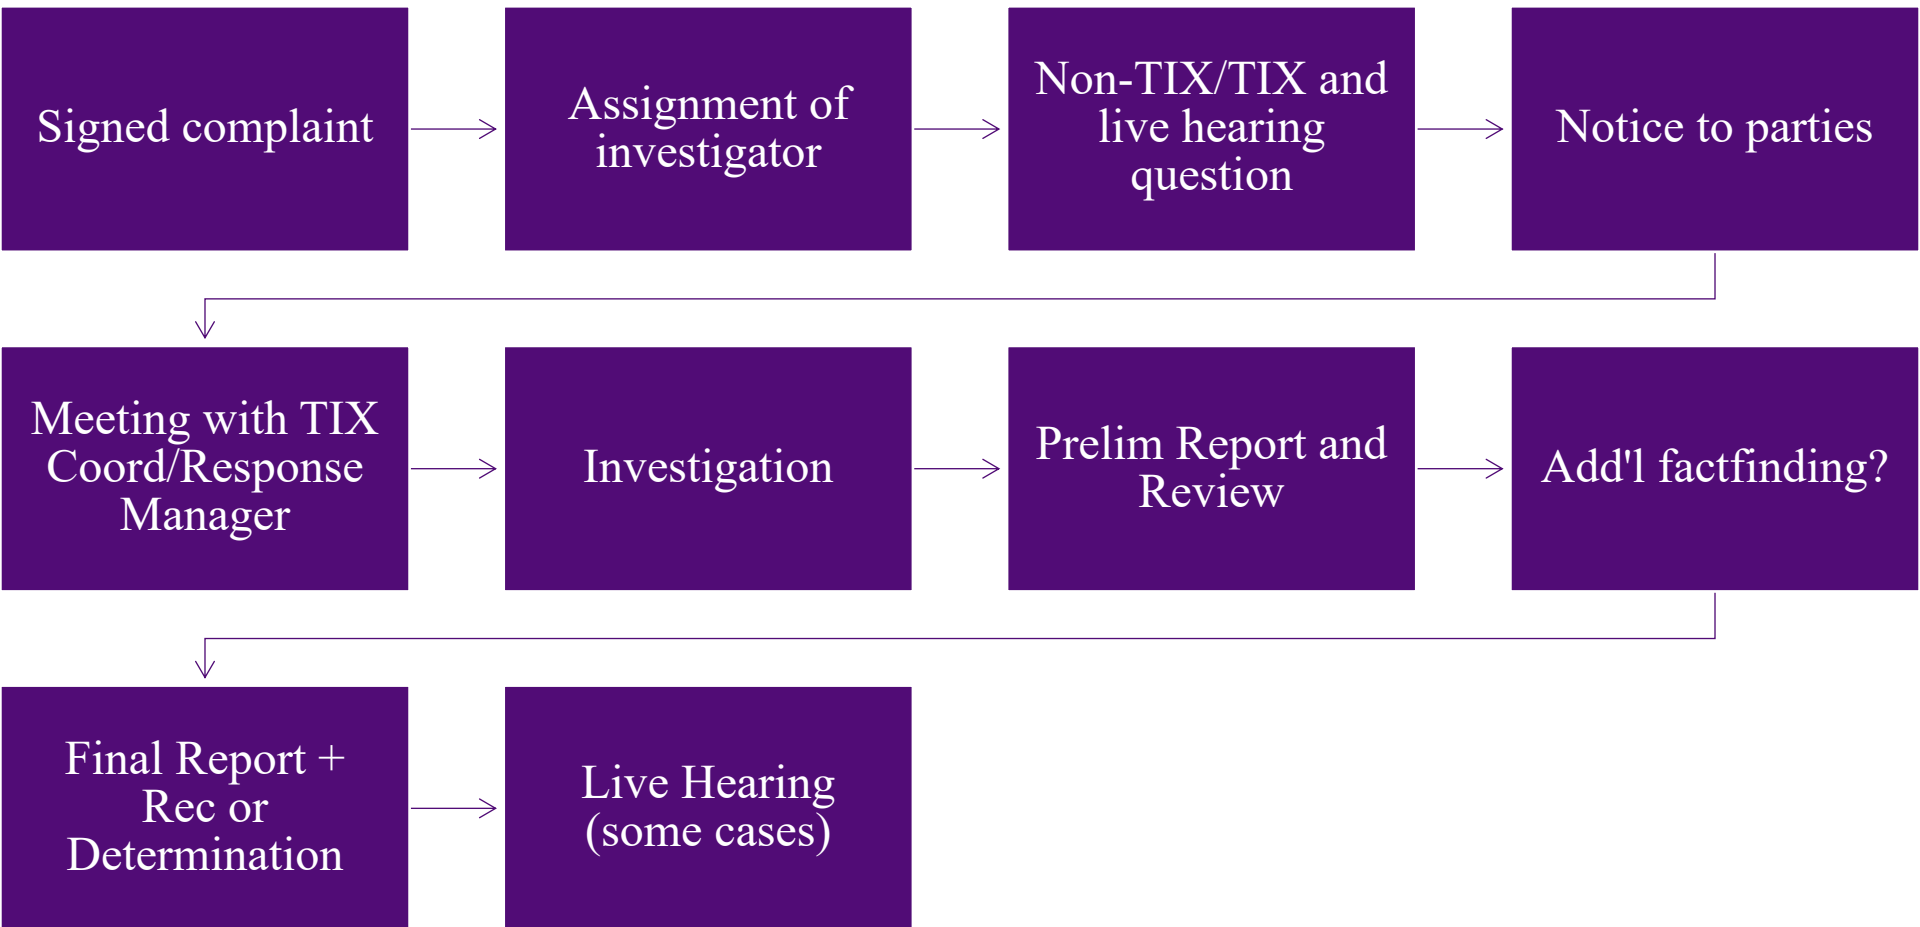 Signed complaint
Assignment of
investigator
Non-TIX/TIX and
live hearing
question
Notice to parties
Meeting with TIX
Coord/Response
Manager
Investigation
Prelim Report and
Review
Add'l factfinding?
Final Report +
Rec or
Determination
Live Hearing
(some cases)